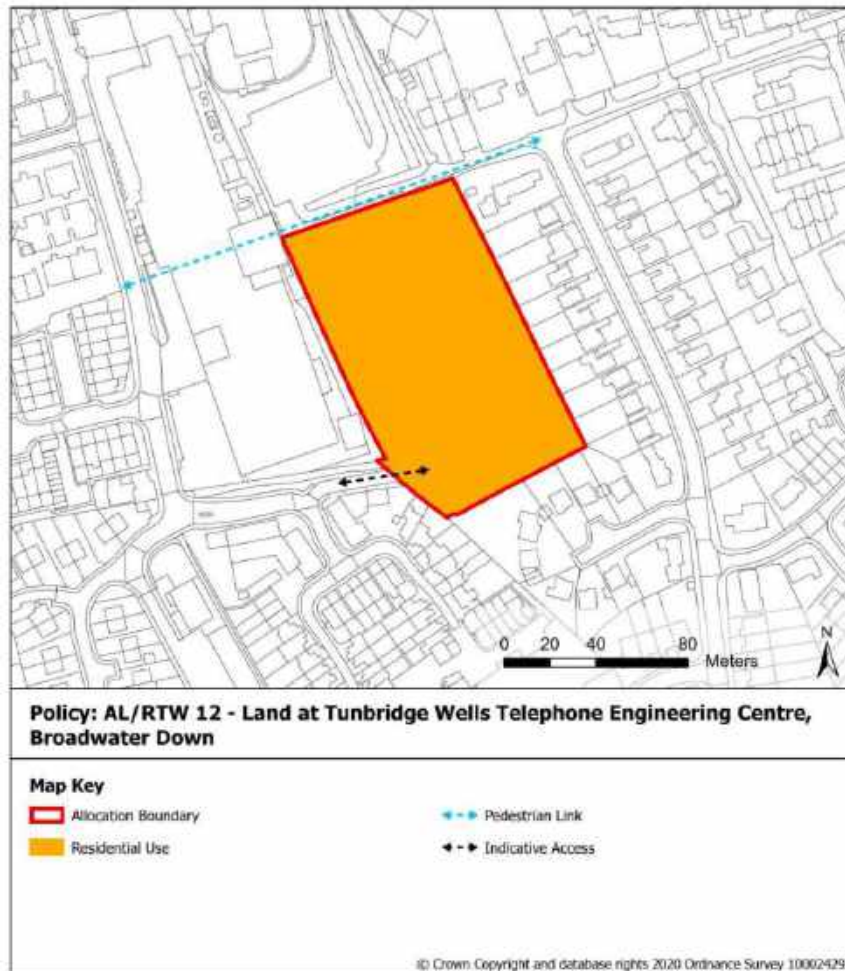 N
0 20 40 80
Meters
Policy: AL/RTW 12 - Land at Tunbridge Wells Telephone Engineering Centre,
Broadwater Down
Map Key
Allocation Boundary
Pedestrian Link
Residential Use
Indicative Access
© Crown Copyright and database rights 2020 Ordnance Survey 10002429